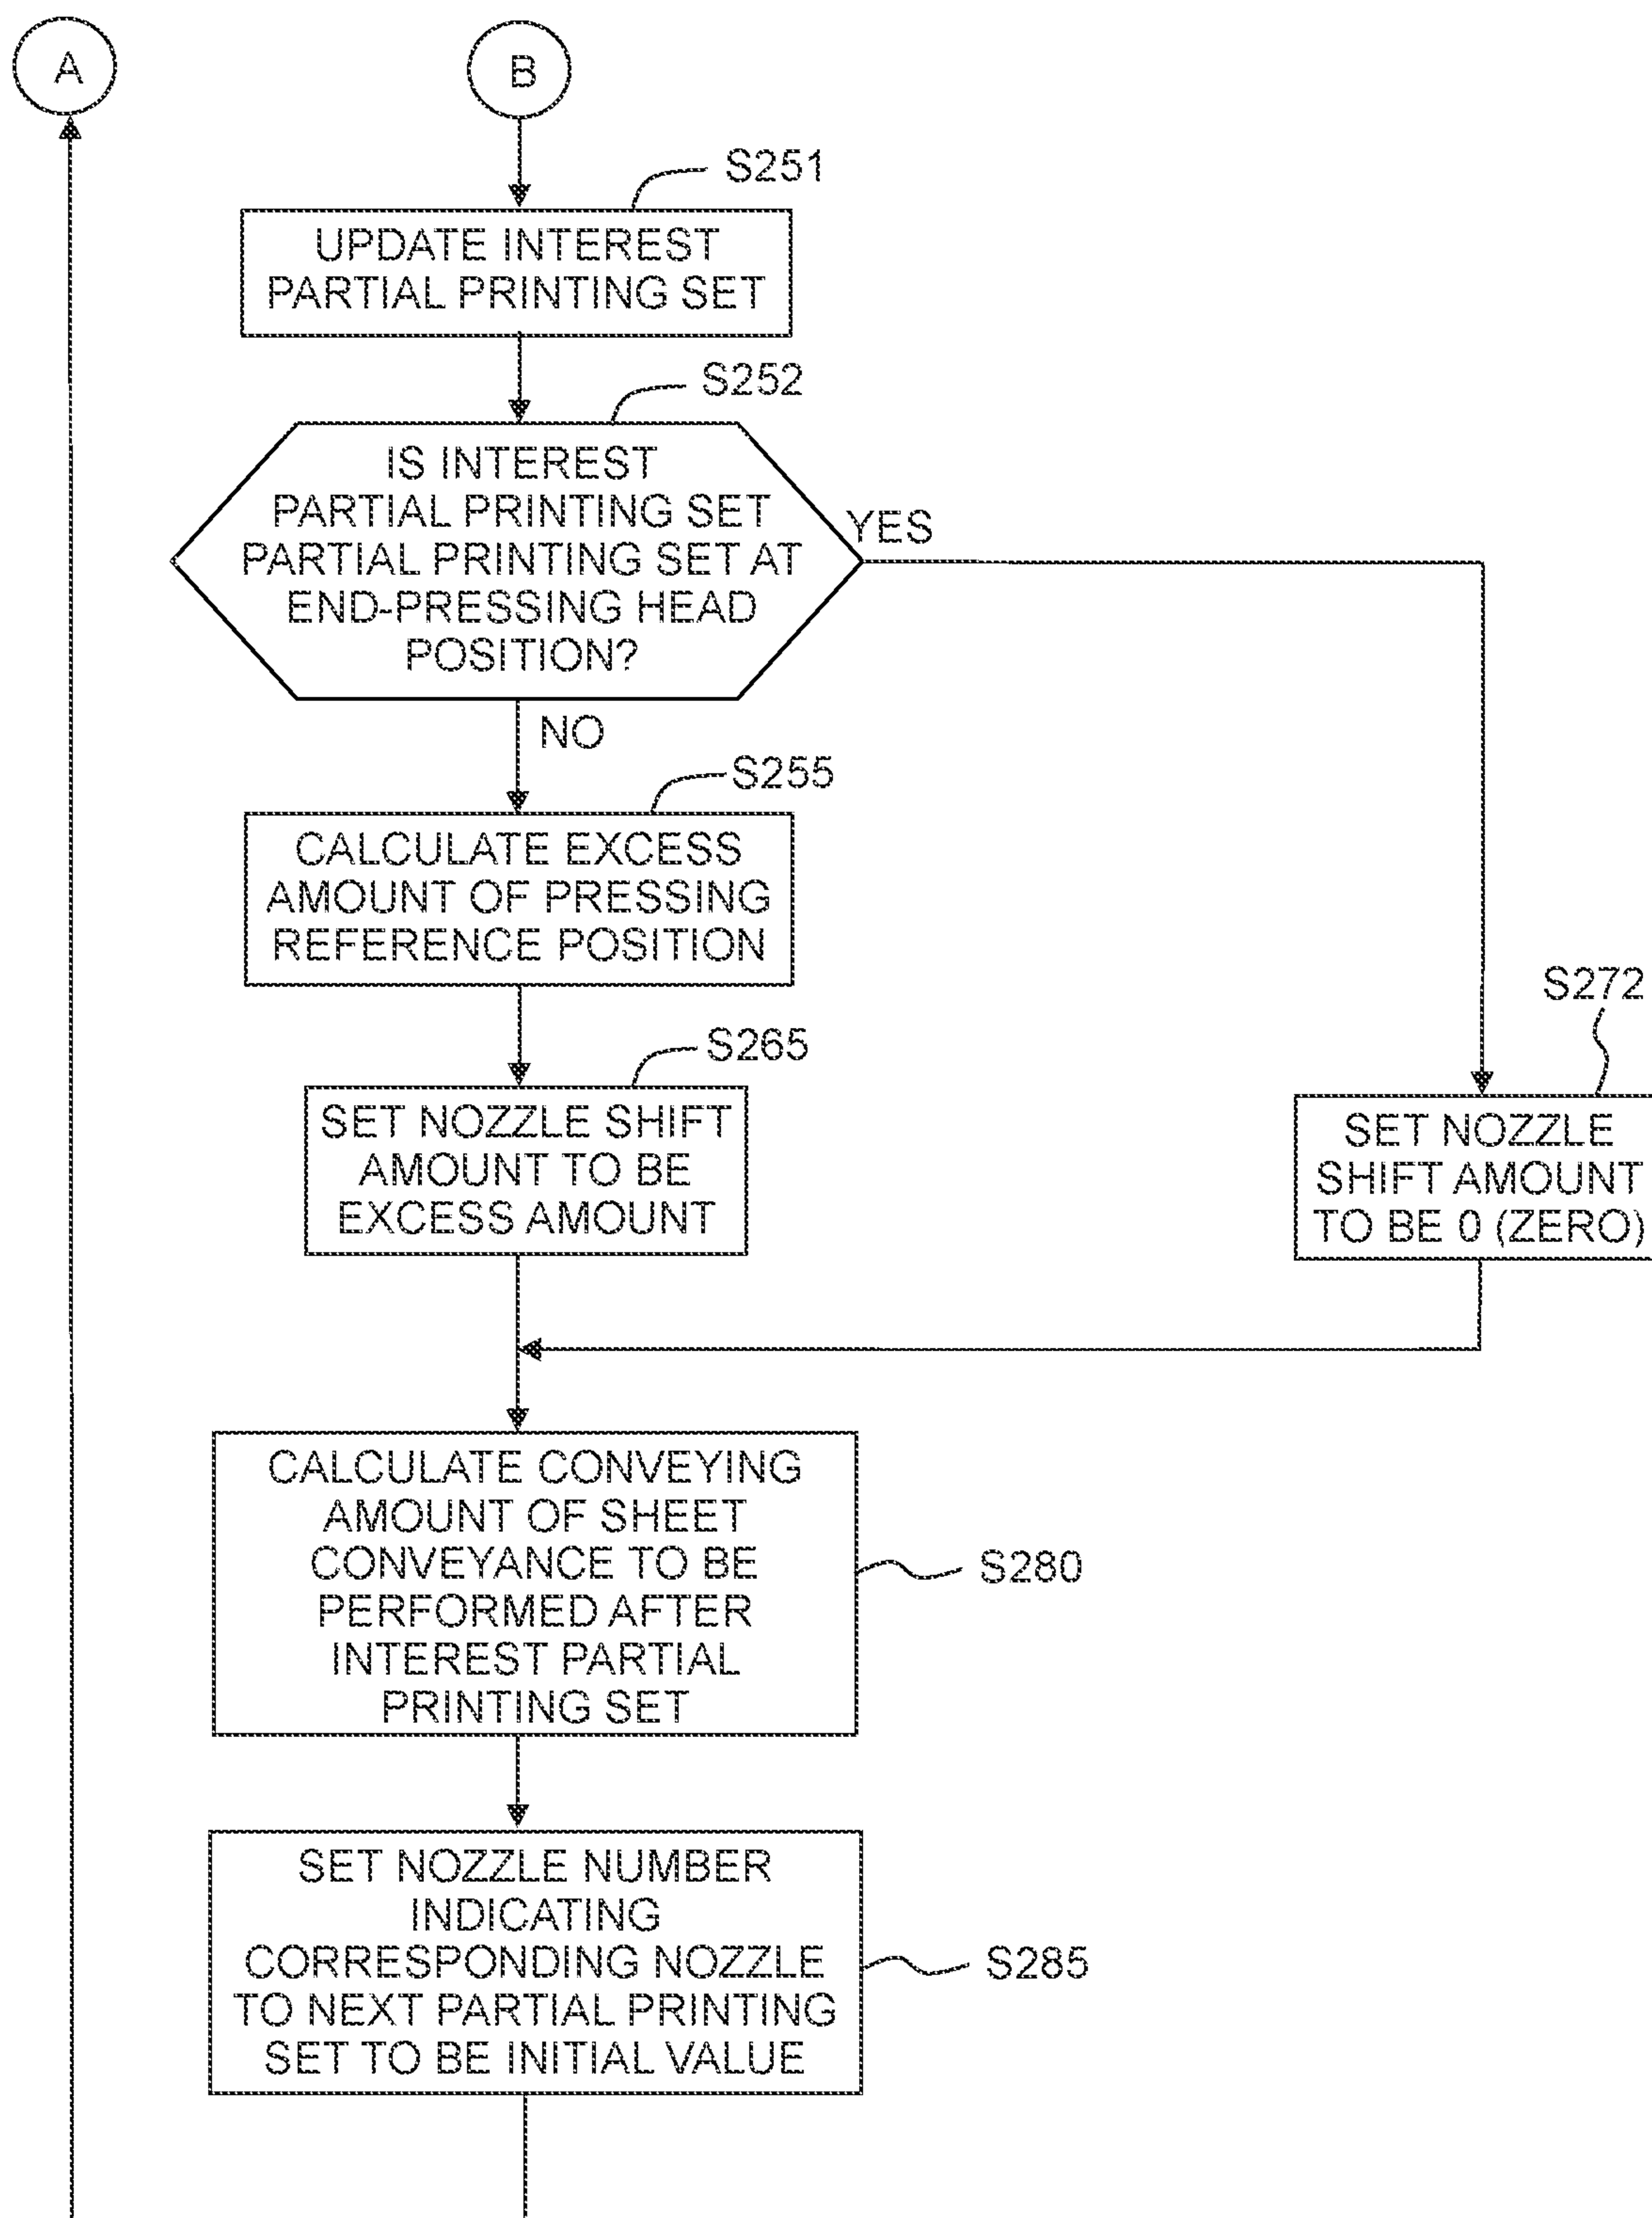 A
B
S251
UPDATE INTEREST
PARTIAL PRINTING SET
S252
IS INTEREST
PARTIAL PRINTING SET
PARTIAL PRINTING SET AT
END-PRESSING HEAD
POSITION?
YES
NO
S255
CALCULATE EXCESS
AMOUNT OF PRESSING
REFERENCE POSITION
S272
S265
SET NOZZLE SHIFT
AMOUNT TO BE
EXCESS AMOUNT
SET NOZZLE
SHIFT AMOUNT
TO BE 0 (ZERO)
CALCULATE CONVEYING
AMOUNT OF SHEET
CONVEYANCE TO BE
PERFORMED AFTER
INTEREST PARTIAL
PRINTING SET
S280
SET NOZZLE NUMBER
INDICATING
CORRESPONDING NOZZLE
TO NEXT PARTIAL PRINTING
SET TO BE INITIAL VALUE
S285